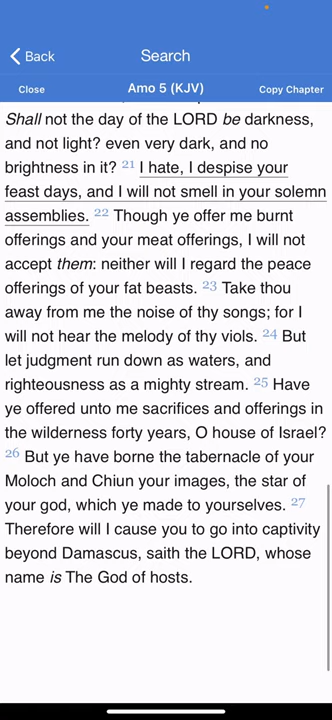 Back
Search
Close
Amo 5 (KJV)
Copy Chapter
Shall not the day of the LORD be darkness,
and not light? even very dark, and no
brightness in it? 21 I hate, I despise your
feast days, and I will not smell in your solemn
assemblies. 22 Though ye offer me burnt
offerings and your meat offerings, I will not
accept them: neither will I regard the peace
offerings of your fat beasts. 23 Take thou
away from me the noise of thy songs; for I
will not hear the melody of thy viols. 24 But
let judgment run down as waters, and
righteousness as a mighty stream. 25 Have
ye offered unto me sacrifices and offerings in
the wilderness forty years, O house of Israel?
26 But ye have borne the tabernacle of your
Moloch and Chiun your images, the star of
your god, which ye made to yourselves. 27
Therefore will I cause you to go into captivity
beyond Damascus, saith the LORD, whose
name is The God of hosts.